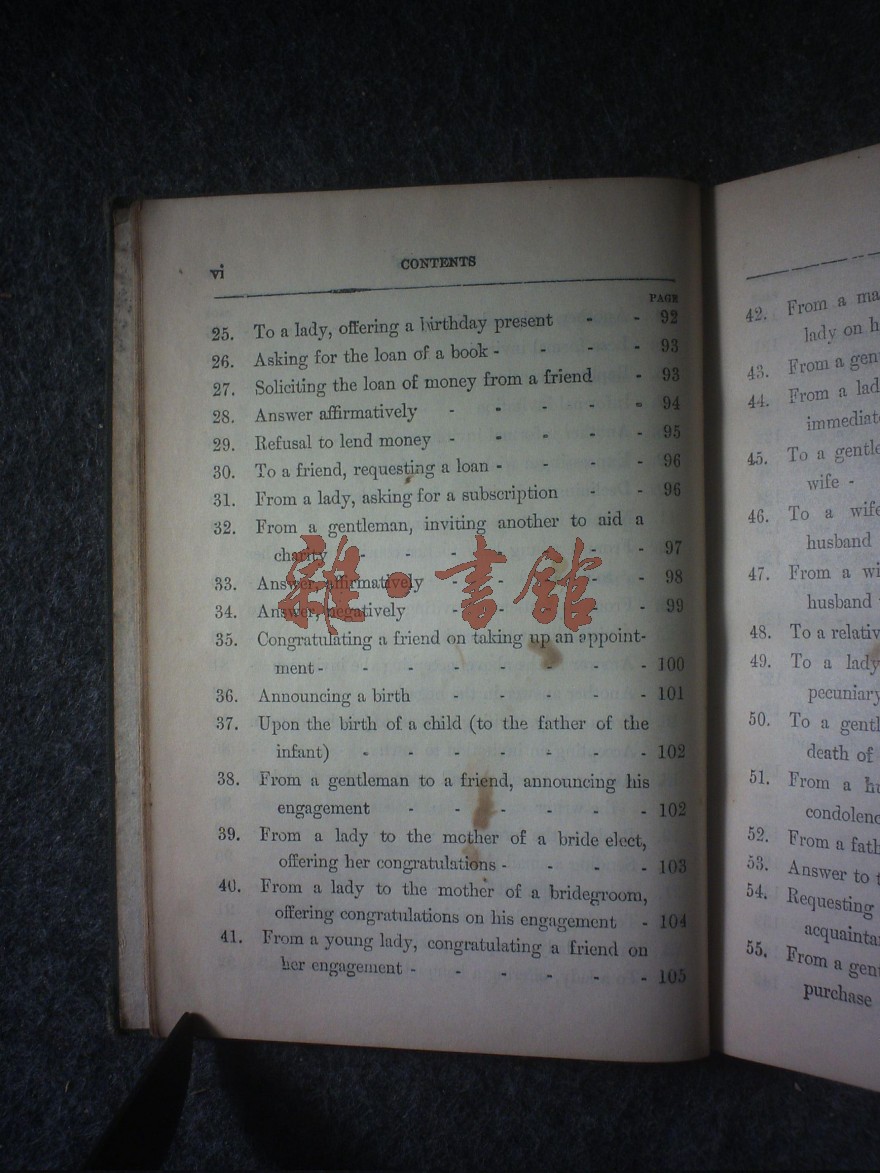 vi CONTENTS
PAGE
25. To a lady, offering a birthday present - - 92
26. Asking for the loan of a book - - - - 93
27. Soliciting the loan of money from a friend - 93
28. Answer affirmatively - - - - - 94
29. Refusal to lend money - - - - - 95
30. To a friend, requesting a loan - - - - 96
31. From a lady, asking for a subscription - - 96
32. From a gentleman, inviting another to aid a
charity - - - - - - - 97
33. Answer, affirmatively - - - - - 98
34. Answer, negatively - - - - - 99
35. Congratulating a friend on taking up an appoint-
ment - - - - - - - - 100
36. Announcing a birth - - - - - 101
37. Upon the birth of a child (to the father of the
infant) - - - - - - - 102
38. From a gentleman to a friend, announcing his
engagement - - - - - - 102
39. From a lady to the mother of a bride elect,
offering her congratulations - - - - 103
40. From a lady to the mother of a bridegroom,
offering congratulations on his engagement - 104
41. From a young lady, congratulating a friend on
her engagement - - - - - - 105
雜·書館
42. From a
lady on
43. From a
44. From a
45. To a
wife -
46. To a
husband
47. From a
husband
48. To a
49. To a lady
pecuniary
50. To a
death of
51. From a
52. From a
53. Answer to
54. Requesting
55. From a
purchase